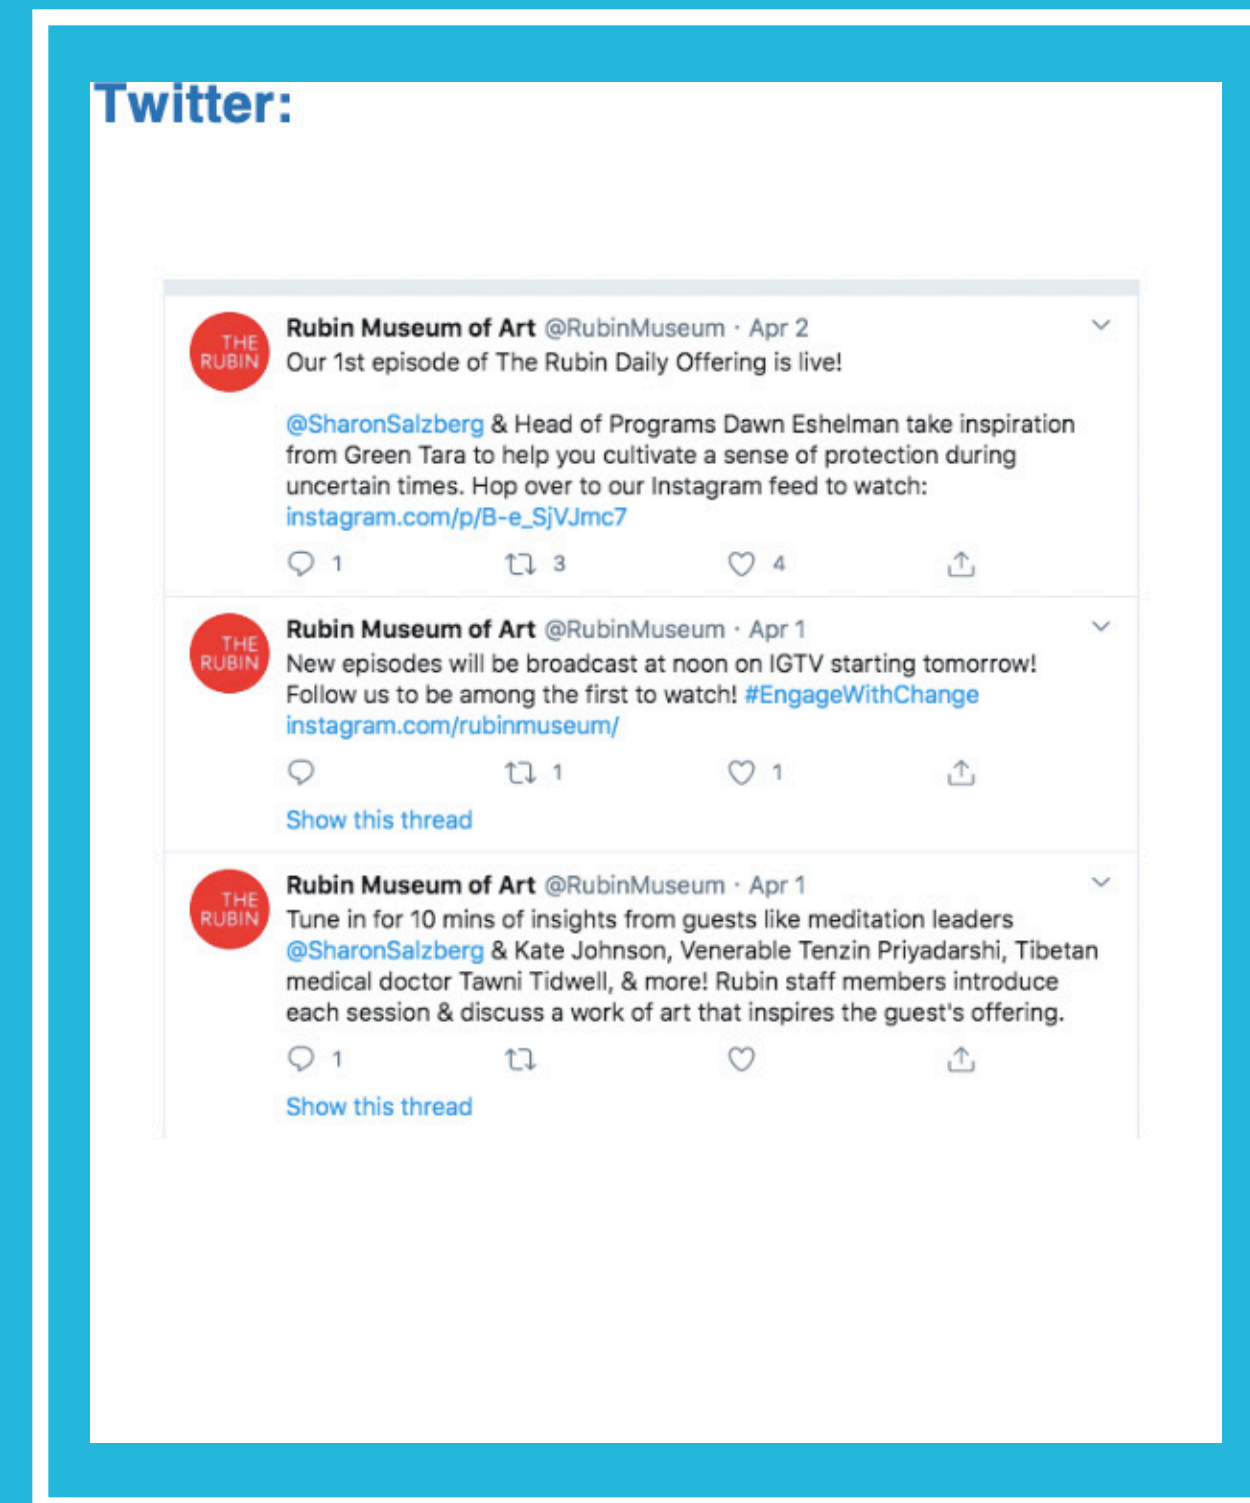 Twitter:
THE
RUBIN
Rubin Museum of Art @RubinMuseum · Apr 2
Our 1st episode of The Rubin Daily Offering is live!
@SharonSalzberg & Head of Programs Dawn Eshelman take inspiration
from Green Tara to help you cultivate a sense of protection during
uncertain times. Hop over to our Instagram feed to watch:
instagram.com/p/B-e_SjVJmc7
1 3 4
THE
RUBIN
Rubin Museum of Art @RubinMuseum · Apr 1
New episodes will be broadcast at noon on IGTV starting tomorrow!
Follow us to be among the first to watch! #EngageWithChange
instagram.com/rubinmuseum/
1 1
Show this thread
THE
RUBIN
Rubin Museum of Art @RubinMuseum · Apr 1
Tune in for 10 mins of insights from guests like meditation leaders
@SharonSalzberg & Kate Johnson, Venerable Tenzin Priyadarshi, Tibetan
medical doctor Tawni Tidwell, & more! Rubin staff members introduce
each session & discuss a work of art that inspires the guest's offering.
1
Show this thread